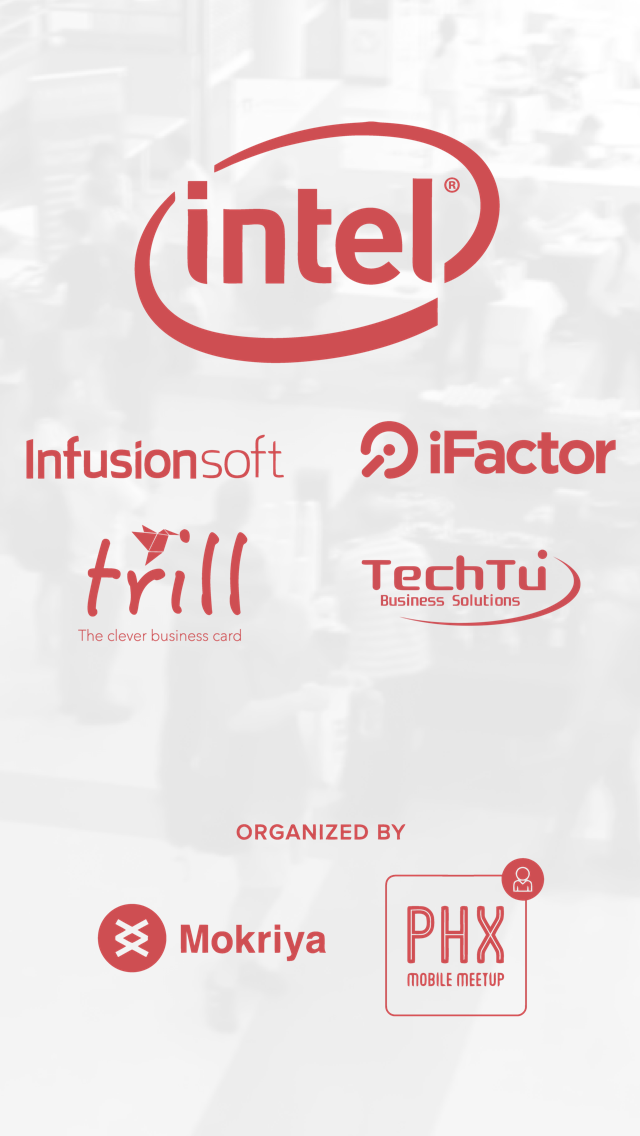 intel®
Infusionsoft
iFactor
trill
The clever business card
TechTu
Business Solutions
ORGANIZED BY
Mokriya
PHX
MOBILE MEETUP